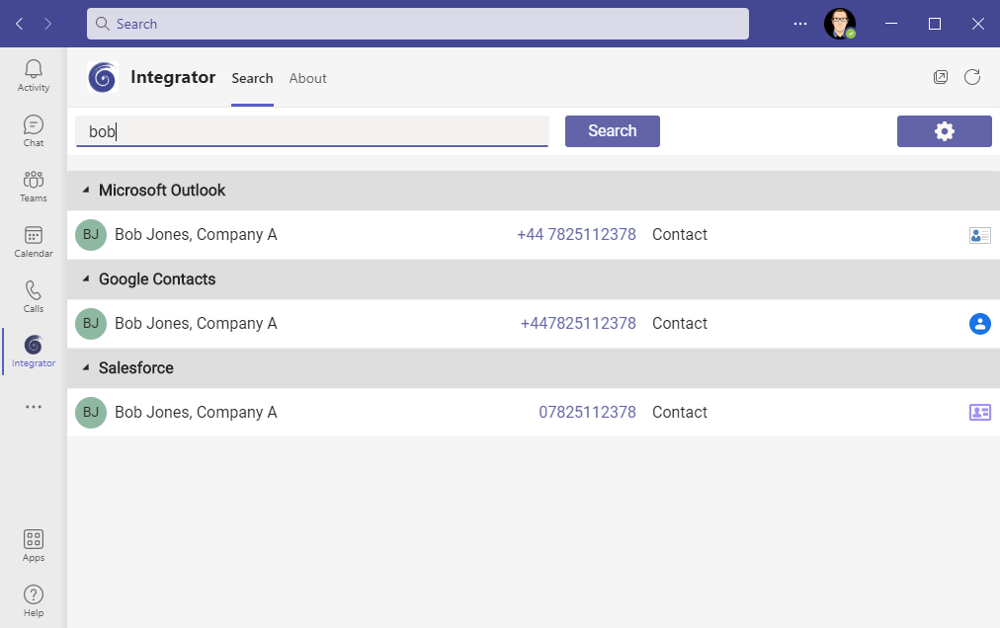 Search
Activity
Chat
Teams
Calendar
Calls
Integrator
Apps
Help
Integrator Search About
bob Search
Microsoft Outlook
BJ Bob Jones, Company A +44 7825112378 Contact
Google Contacts
BJ Bob Jones, Company A +447825112378 Contact
Salesforce
BJ Bob Jones, Company A 07825112378 Contact